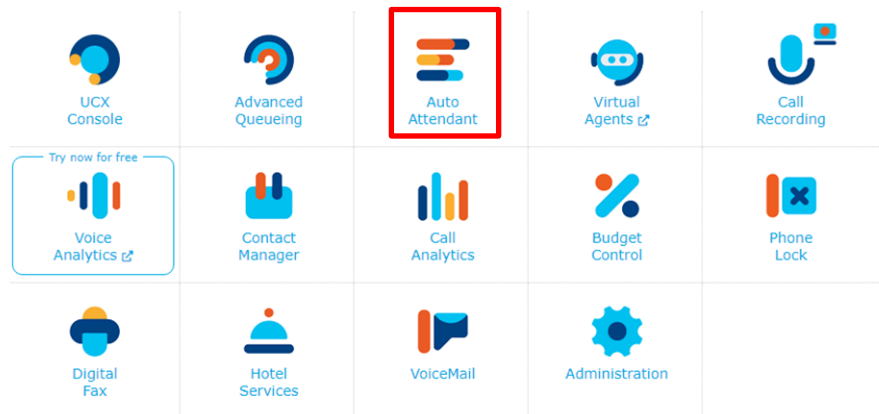 UCX
Console
Advanced
Queueing
Auto
Attendant
Virtual
Agents
Call
Recording
Try now for free
Voice
Analytics
Contact
Manager
Call
Analytics
Budget
Control
Phone
Lock
Digital
Fax
Hotel
Services
VoiceMail
Administration